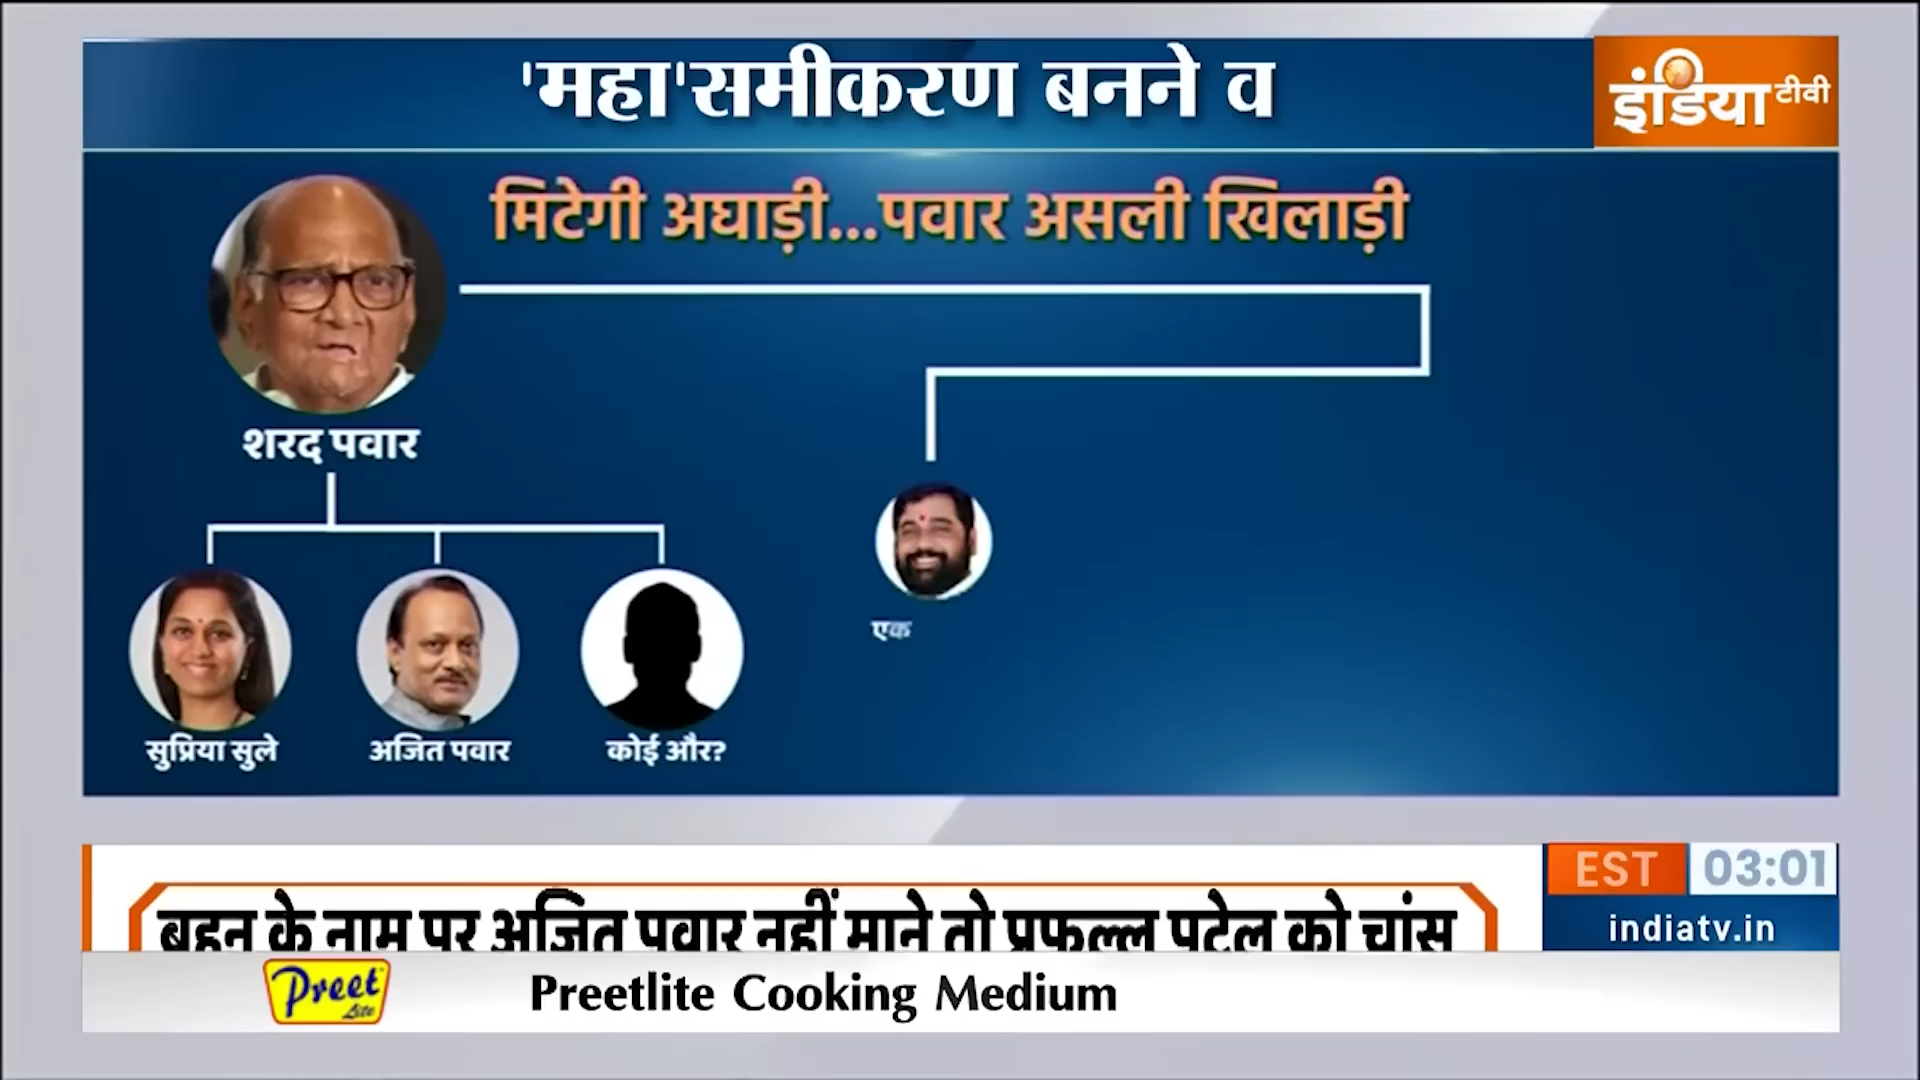 'महा'समीकरण बनने व
इंडिया टीवी
मिटेगी अघाड़ी...पवार असली खिलाड़ी
शरद पवार
एक
सुप्रिया सुले
अजित पवार
कोई और?
बहन के नाम पर अजित पवार नहीं माने तो प्रफुल्ल पटेल को चांस
EST 03:01
indiatv.in
Preet Lite
Preetlite Cooking Medium